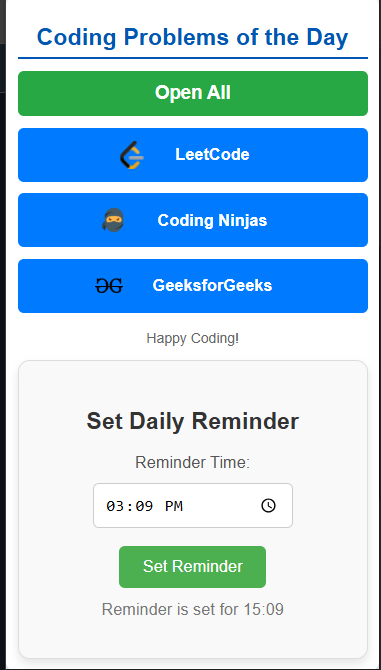 Coding Problems of the Day
Open All
LeetCode
Coding Ninjas
GeeksforGeeks
Happy Coding!
Set Daily Reminder
Reminder Time:
03:09 PM
Set Reminder
Reminder is set for 15:09